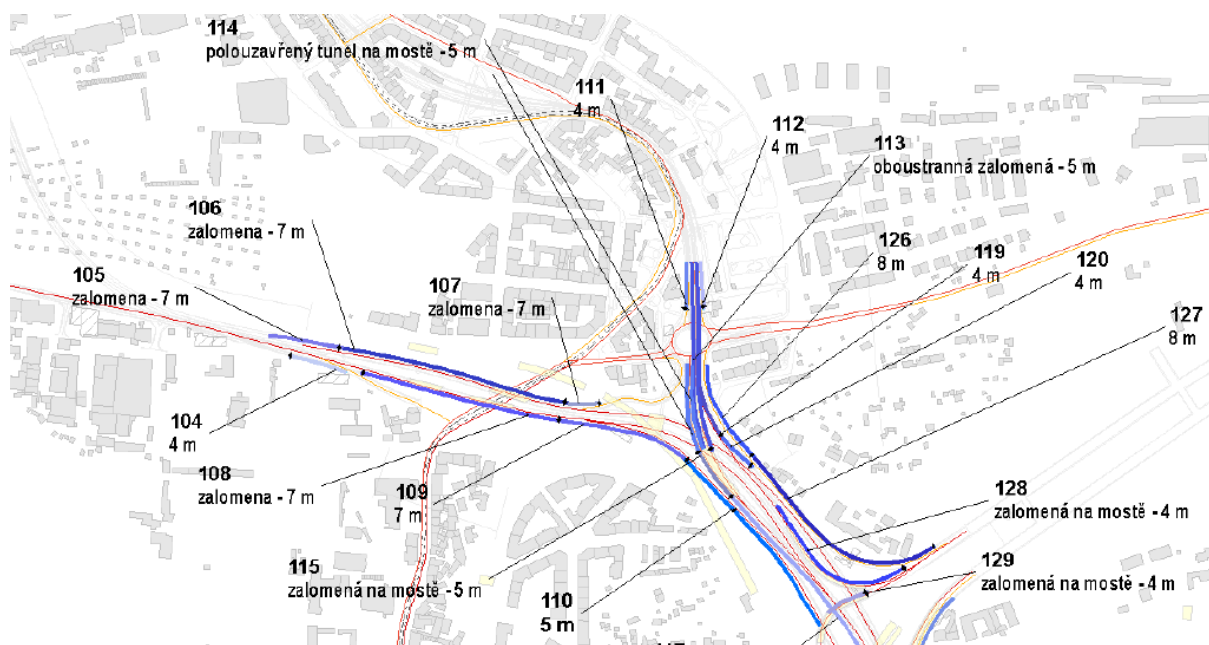 114
polouzavřený tunel na mostě - 5 m
111
4 m
112
4 m
113
oboustranná zalomená - 5 m
106
zalomena - 7 m
126
8 m
119
4 m
120
4 m
105
zalomena - 7 m
107
zalomena - 7 m
127
8 m
104
4 m
108
zalomena - 7 m
109
7 m
128
zalomená na mostě - 4 m
115
zalomená na mostě - 5 m
110
5 m
129
zalomená na mostě - 4 m